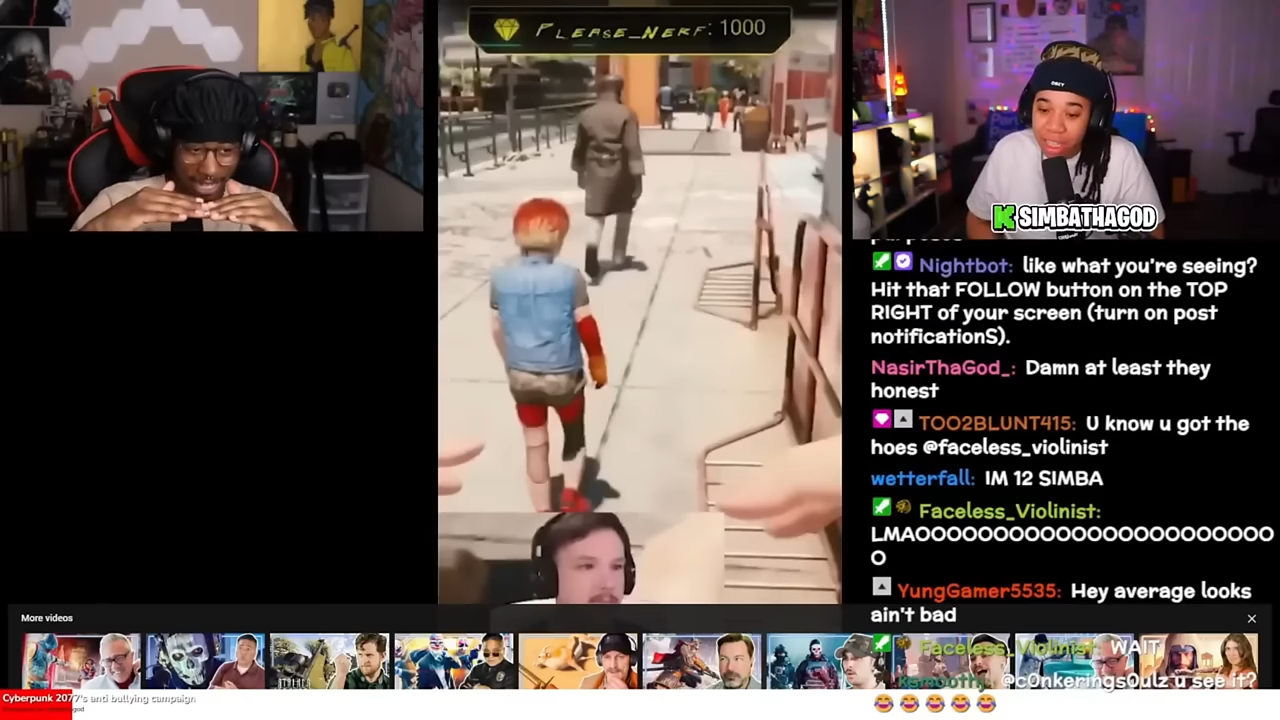 PLEASE_NERF: 1000
OBEY
SIMBATHAGOD
Nightbot: like what you're seeing?
Hit that FOLLOW button on the TOP
RIGHT of your screen (turn on post
notificationS).
NasirThaGod_: Damn at least they
honest
TOO2BLUNT415: U know u got the
hoes @faceless_violinist
wetterfall: IM 12 SIMBA
Faceless_Violinist:
LMAOOOOOOOOOOOOOOOOOOOOOOO
O
YungGamer5535: Hey average looks
ain't bad
Faceless_Violinist: WAIT
@c0nkerings0ulz u see it?
😂😂😂😂😂
More videos
Cyberpunk 2077's anti bullying campaign